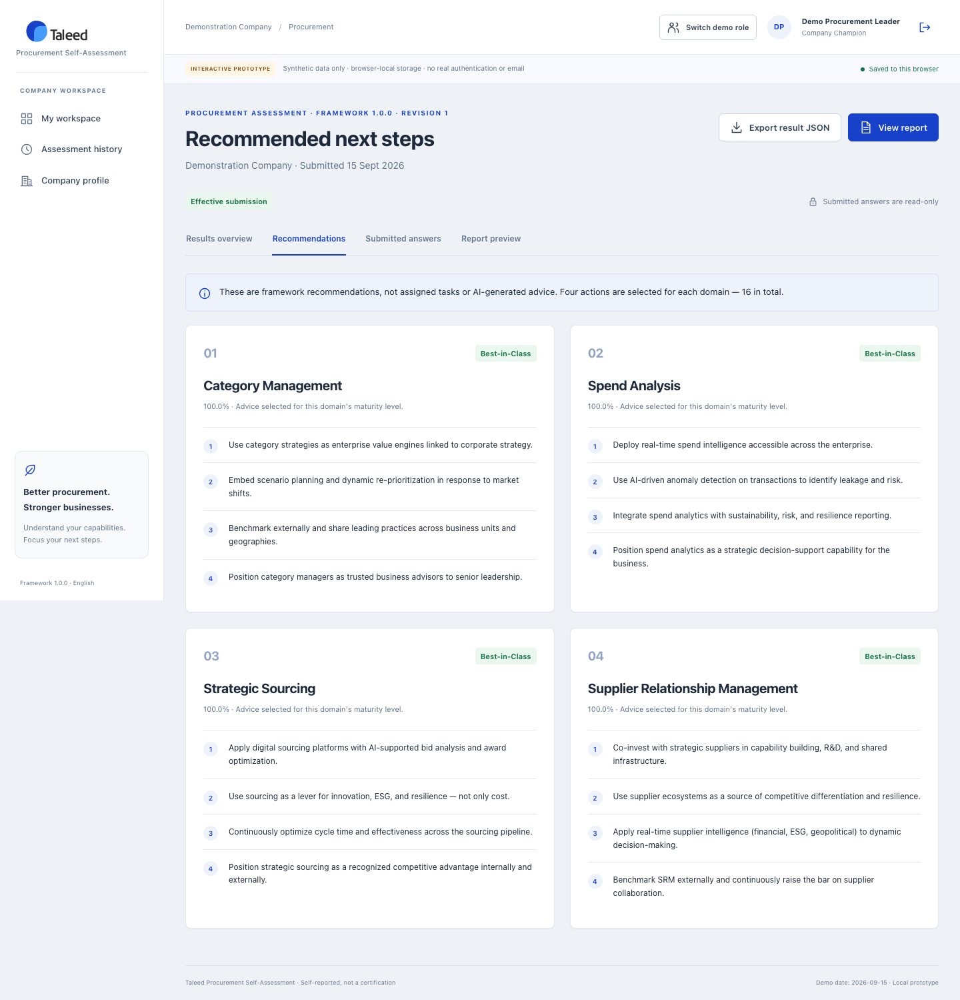 Taleed
Procurement Self-Assessment
COMPANY WORKSPACE
My workspace
Assessment history
Company profile
Better procurement.
Stronger businesses.
Understand your capabilities.
Focus your next steps.
Framework 1.0.0 · English
Demonstration Company / Procurement
Switch demo role
DP
Demo Procurement Leader
Company Champion
INTERACTIVE PROTOTYPE
Synthetic data only · browser-local storage · no real authentication or email
Saved to this browser
PROCUREMENT ASSESSMENT · FRAMEWORK 1.0.0 · REVISION 1
Recommended next steps
Demonstration Company · Submitted 15 Sept 2026
Export result JSON
View report
Effective submission
Submitted answers are read-only
Results overview
Recommendations
Submitted answers
Report preview
These are framework recommendations, not assigned tasks or AI-generated advice. Four actions are selected for each domain — 16 in total.
01
Best-in-Class
Category Management
100.0% · Advice selected for this domain's maturity level.
1
Use category strategies as enterprise value engines linked to corporate strategy.
2
Embed scenario planning and dynamic re-prioritization in response to market
shifts.
3
Benchmark externally and share leading practices across business units and
geographies.
4
Position category managers as trusted business advisors to senior leadership.
02
Best-in-Class
Spend Analysis
100.0% · Advice selected for this domain's maturity level.
1
Deploy real-time spend intelligence accessible across the enterprise.
2
Use AI-driven anomaly detection on transactions to identify leakage and risk.
3
Integrate spend analytics with sustainability, risk, and resilience reporting.
4
Position spend analytics as a strategic decision-support capability for the
business.
03
Best-in-Class
Strategic Sourcing
100.0% · Advice selected for this domain's maturity level.
1
Apply digital sourcing platforms with AI-supported bid analysis and award
optimization.
2
Use sourcing as a lever for innovation, ESG, and resilience — not only cost.
3
Continuously optimize cycle time and effectiveness across the sourcing pipeline.
4
Position strategic sourcing as a recognized competitive advantage internally and
externally.
04
Best-in-Class
Supplier Relationship Management
100.0% · Advice selected for this domain's maturity level.
1
Co-invest with strategic suppliers in capability building, R&D, and shared
infrastructure.
2
Use supplier ecosystems as a source of competitive differentiation and resilience.
3
Apply real-time supplier intelligence (financial, ESG, geopolitical) to dynamic
decision-making.
4
Benchmark SRM externally and continuously raise the bar on supplier
collaboration.
Taleed Procurement Self-Assessment · Self-reported, not a certification
Demo date: 2026-09-15 · Local prototype